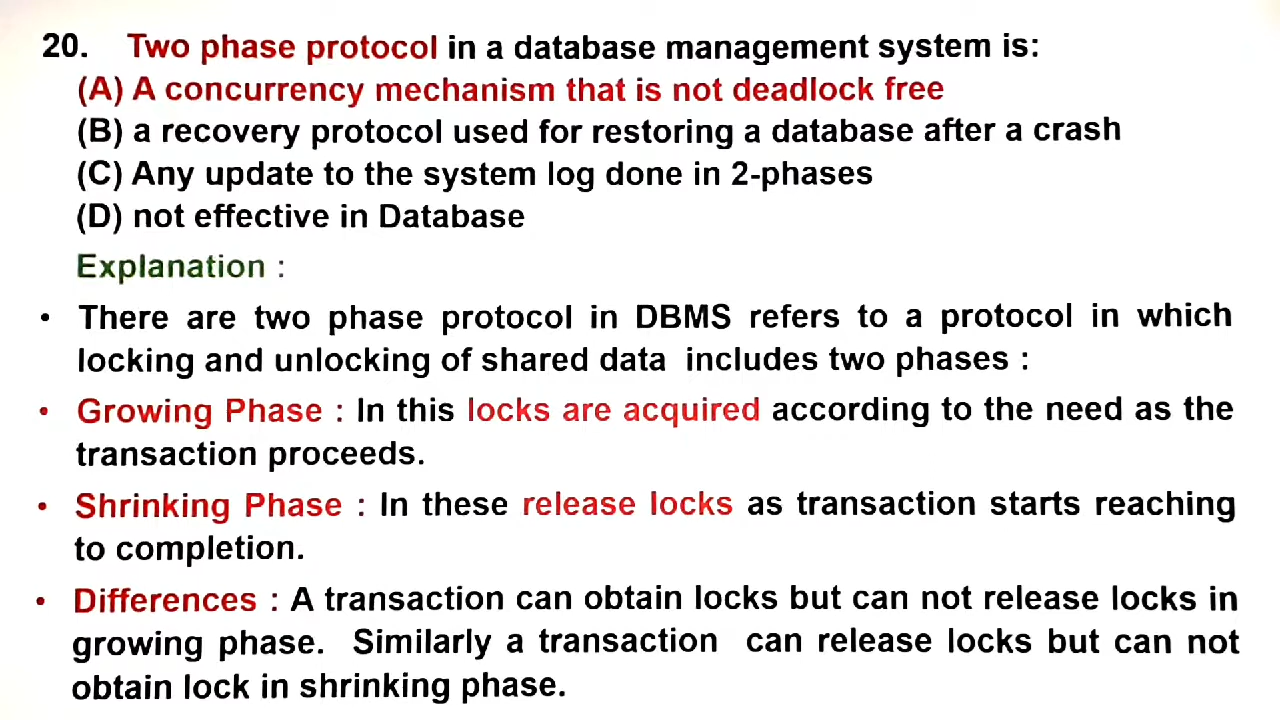 20. Two phase protocol in a database management system is:
(A) A concurrency mechanism that is not deadlock free
(B) a recovery protocol used for restoring a database after a crash
(C) Any update to the system log done in 2-phases
(D) not effective in Database
Explanation :
• There are two phase protocol in DBMS refers to a protocol in which
locking and unlocking of shared data includes two phases :
• Growing Phase : In this locks are acquired according to the need as the
transaction proceeds.
• Shrinking Phase : In these release locks as transaction starts reaching
to completion.
• Differences : A transaction can obtain locks but can not release locks in
growing phase. Similarly a transaction can release locks but can not
obtain lock in shrinking phase.